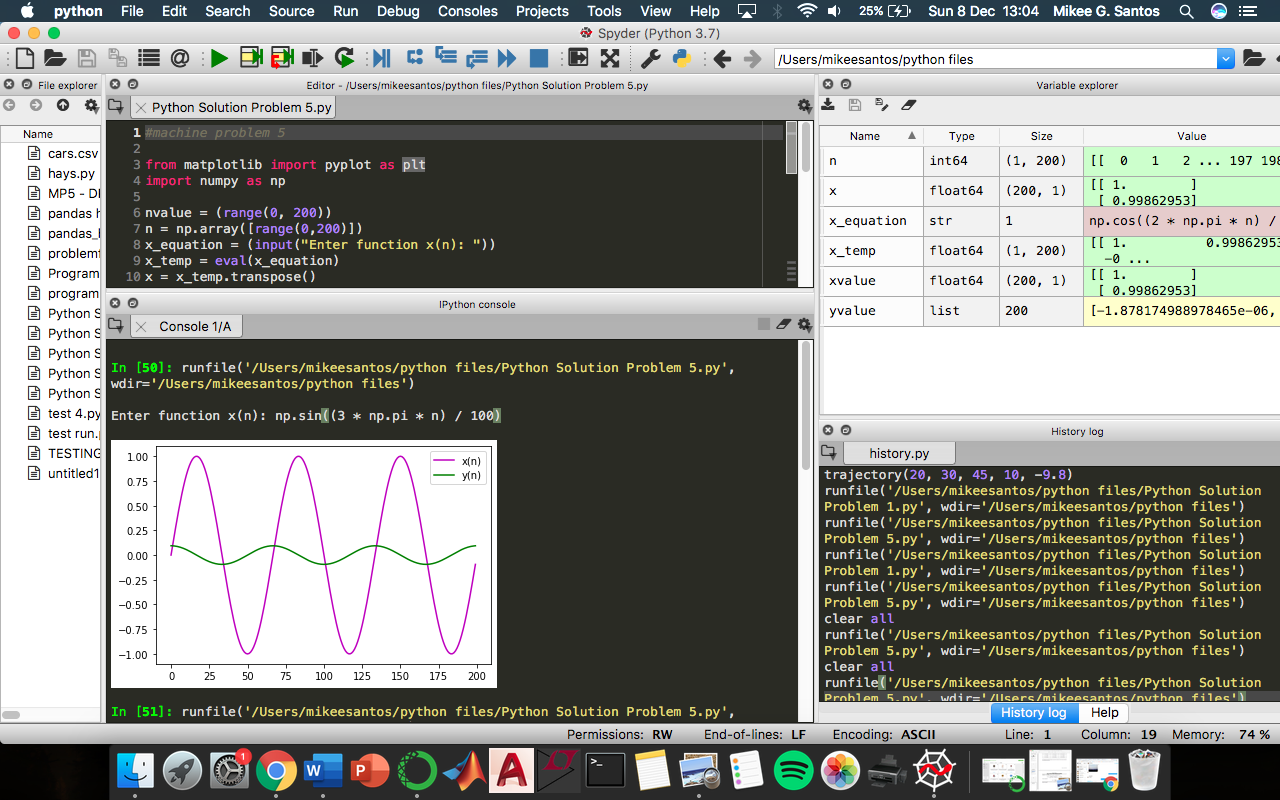 python File Edit Search Source Run Debug Consoles Projects Tools View Help 25% Sun 8 Dec 13:04 Mikee G. Santos
Spyder (Python 3.7)
/Users/mikeesantos/python files
File explorer
Name
cars.csv
hays.py
MP5 -
pandas
problem
Program
program
Python S
Python S
Python S
Python S
Python S
test 4.py
test run.
TESTING
untitled1
Editor - /Users/mikeesantos/python files/Python Solution Problem 5.py
Python Solution Problem 5.py
1 #machine problem 5
2
3 from matplotlib import pyplot as plt
4 import numpy as np
5
6 nvalue = (range(0, 200))
7 n = np.array([range(0,200)])
8 x_equation = (input("Enter function x(n): "))
9 x_temp = eval(x_equation)
10 x = x_temp.transpose()
IPython console
Console 1/A
In [50]: runfile('/Users/mikeesantos/python files/Python Solution Problem 5.py',
wdir='/Users/mikeesantos/python files')
Enter function x(n): np.sin((3 * np.pi * n) / 100)
x(n)
y(n)
1.00
0.75
0.50
0.25
0.00
−0.25
−0.50
−0.75
−1.00
0 25 50 75 100 125 150 175 200
In [51]: runfile('/Users/mikeesantos/python files/Python Solution Problem 5.py',
Variable explorer
Name Type Size Value
n int64 (1, 200) [[ 0 1 2 ... 197 198
x float64 (200, 1) [[ 1. ]
[ 0.99862953]
x_equation str 1 np.cos((2 * np.pi * n) /
x_temp float64 (1, 200) [[ 1. 0.9986295
-0 ...
xvalue float64 (200, 1) [[ 1. ]
[ 0.99862953]
yvalue list 200 [-1.878174988978465e-06,
History log
history.py
trajectory(20, 30, 45, 10, -9.8)
runfile('/Users/mikeesantos/python files/Python Solution
Problem 1.py', wdir='/Users/mikeesantos/python files')
runfile('/Users/mikeesantos/python files/Python Solution
Problem 5.py', wdir='/Users/mikeesantos/python files')
runfile('/Users/mikeesantos/python files/Python Solution
Problem 1.py', wdir='/Users/mikeesantos/python files')
runfile('/Users/mikeesantos/python files/Python Solution
Problem 5.py', wdir='/Users/mikeesantos/python files')
clear all
runfile('/Users/mikeesantos/python files/Python Solution
Problem 5.py', wdir='/Users/mikeesantos/python files')
clear all
runfile('/Users/mikeesantos/python files/Python Solution
Problem 5.py', wdir='/Users/mikeesantos/python files')
History log Help
Permissions: RW End-of-lines: LF Encoding: ASCII Line: 1 Column: 19 Memory: 74 %
1